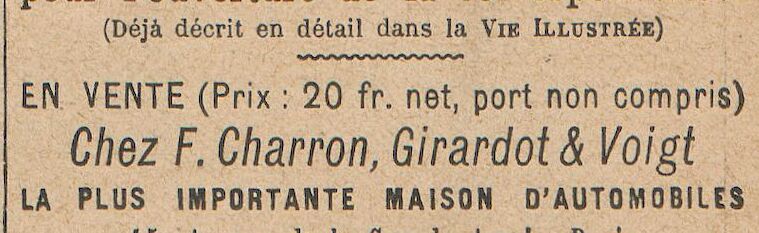 (Déjà décrit en détail dans la VIE ILLUSTRÉE)
EN VENTE (Prix : 20 fr. net, port non compris)
Chez F. Charron, Girardot & Voigt
LA PLUS IMPORTANTE MAISON D'AUTOMOBILES